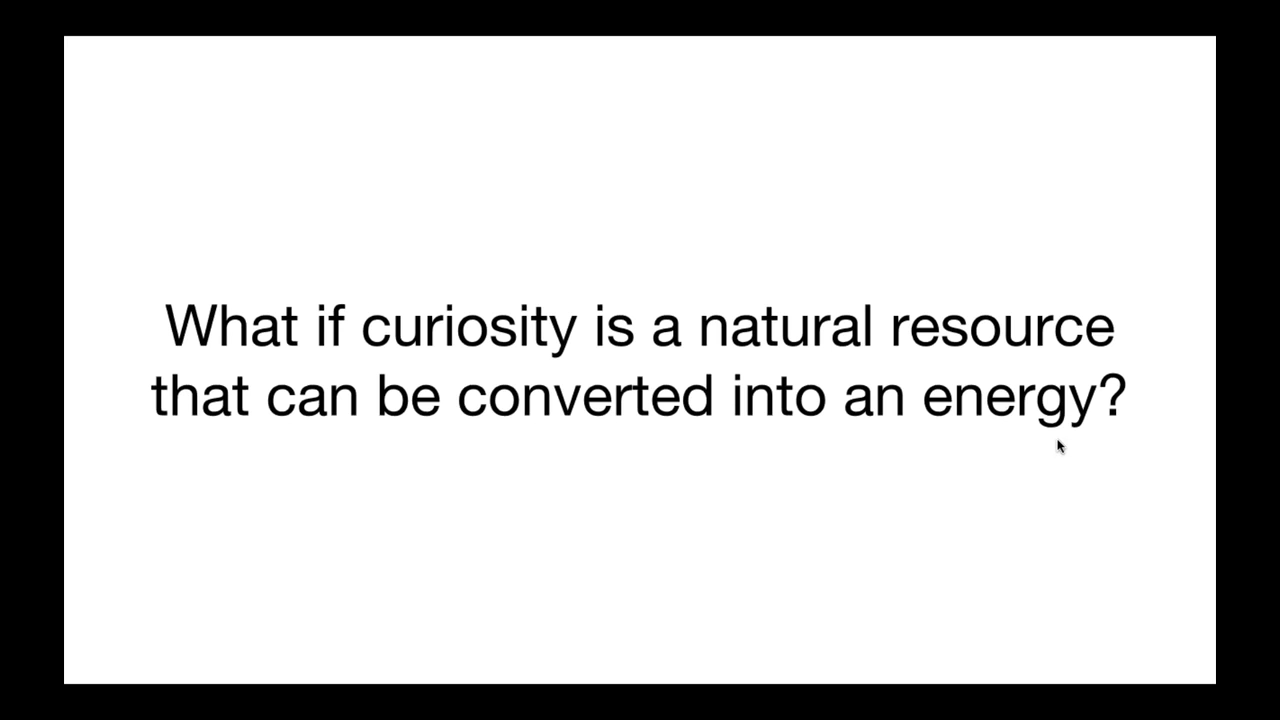 What if curiosity is a natural resource
that can be converted into an energy?